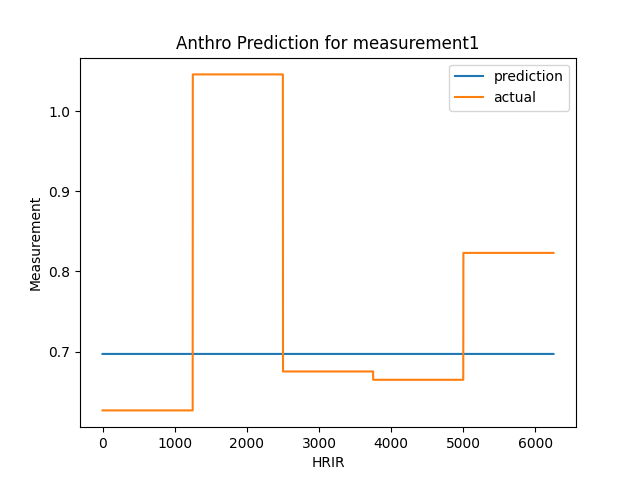 Anthro Prediction for measurement1
prediction
actual
1.0
0.9
0.8
0.7
Measurement
0
1000
2000
3000
4000
5000
6000
HRIR